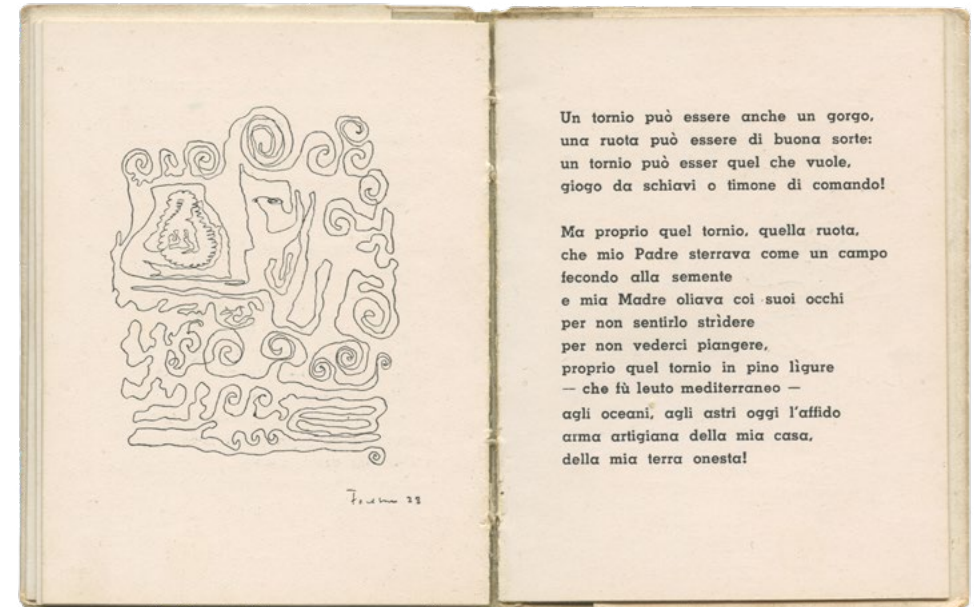 28
Un tornio può essere anche un gorgo,
una ruota può essere di buona sorte:
un tornio può esser quel che vuole,
giogo da schiavi o timone di comando!
Ma proprio quel tornio, quella ruota,
che mio Padre sterrava come un campo
fecondo alla semente
e mia Madre oliava coi suoi occhi
per non sentirlo strìdere
per non vederci piangere,
proprio quel tornio in pino lìgure
— che fù leuto mediterraneo —
agli oceani, agli astri oggi l'affido
arma artigiana della mia casa,
della mia terra onesta!